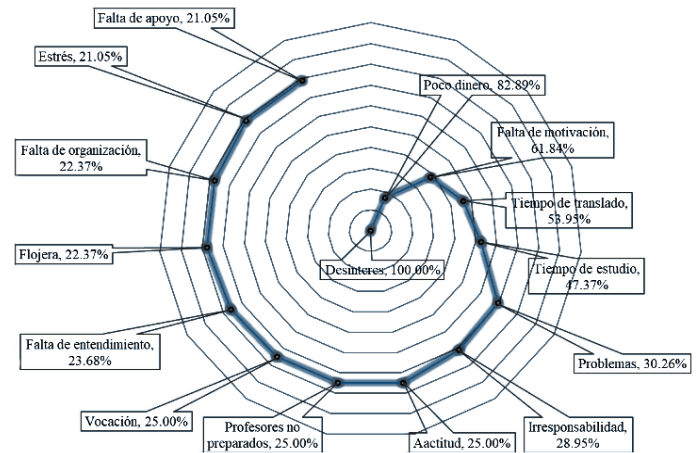 Falta de apoyo, 21.05%
Estrés, 21.05%
Poco dinero, 82.89%
Falta de motivación,
61.84%
Falta de organización,
22.37%
Tiempo de translado,
53.95%
Flojera, 22.37%
Desinteres, 100.00%
Tiempo de estudio,
47.37%
Falta de entendimiento,
23.68%
Problemas, 30.26%
Vocación, 25.00%
Profesores no
preparados, 25.00%
Aactitud, 25.00%
Irresponsabilidad,
28.95%